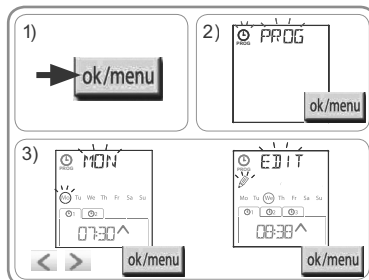 1)
ok/menu
2)
PROG
PROG
ok/menu
3)
MON
PROG
Mo Tu We Th Fr Sa Su
1 2
07:30
ok/menu
EDIT
PROG
Mo Tu We Th Fr Sa Su
1 2 3
08:38
ok/menu